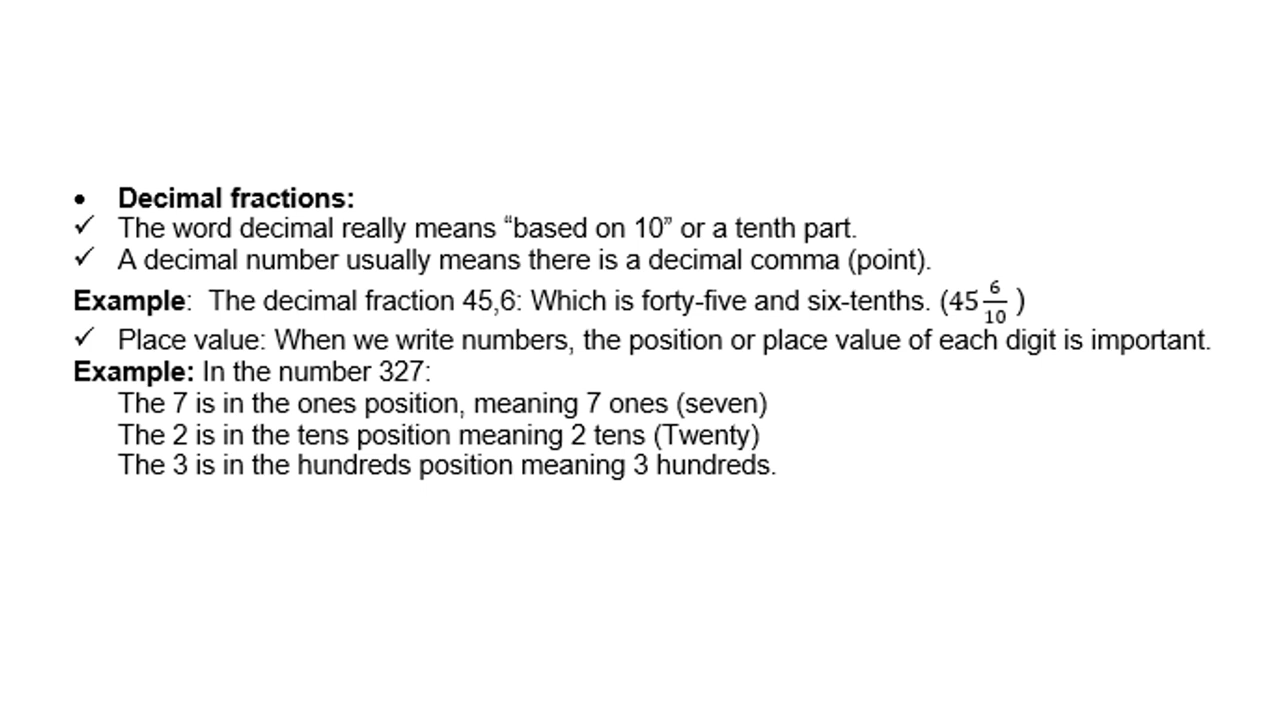 • Decimal fractions:
✓ The word decimal really means “based on 10” or a tenth part.
✓ A decimal number usually means there is a decimal comma (point).
Example: The decimal fraction 45,6: Which is forty-five and six-tenths. (45 6/10 )
✓ Place value: When we write numbers, the position or place value of each digit is important.
Example: In the number 327:
The 7 is in the ones position, meaning 7 ones (seven)
The 2 is in the tens position meaning 2 tens (Twenty)
The 3 is in the hundreds position meaning 3 hundreds.